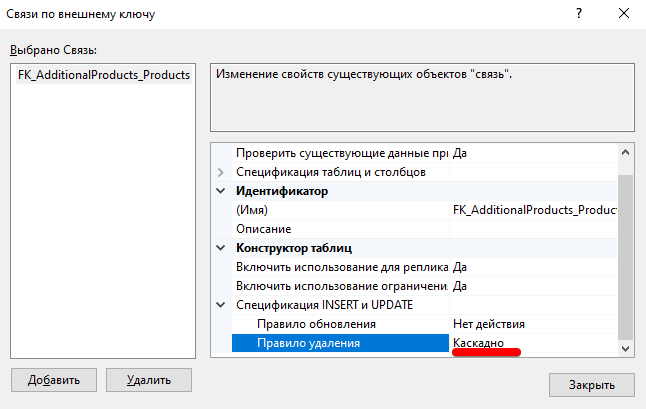 Связи по внешнему ключу
?
Выбрано Связь:
FK_AdditionalProducts_Products
Изменение свойств существующих объектов "связь".
Проверить существующие данные при Да
Спецификация таблиц и столбцов
Идентификатор
(Имя) FK_AdditionalProducts_Product
Описание
Конструктор таблиц
Включить использование для реплика Да
Включить использование ограничени Да
Спецификация INSERT и UPDATE
Правило обновления Нет действия
Правило удаления Каскадно
Добавить Удалить
Закрыть